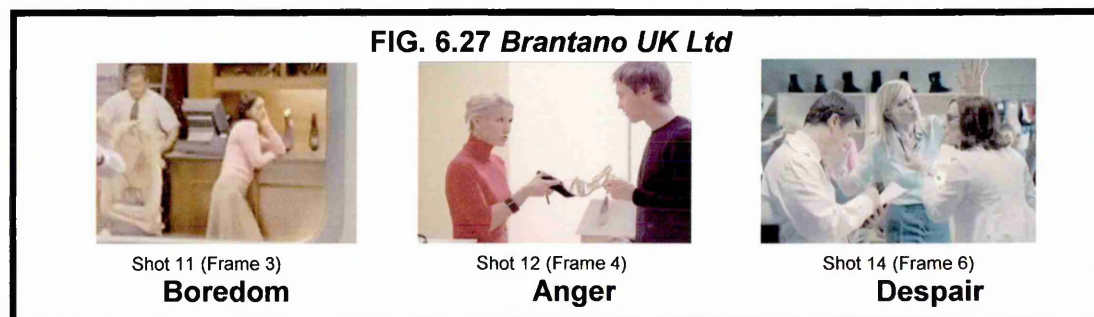 FIG. 6.27 Brantano UK Ltd
Shot 11 (Frame 3)
Boredom
Shot 12 (Frame 4)
Anger
Shot 14 (Frame 6)
Despair